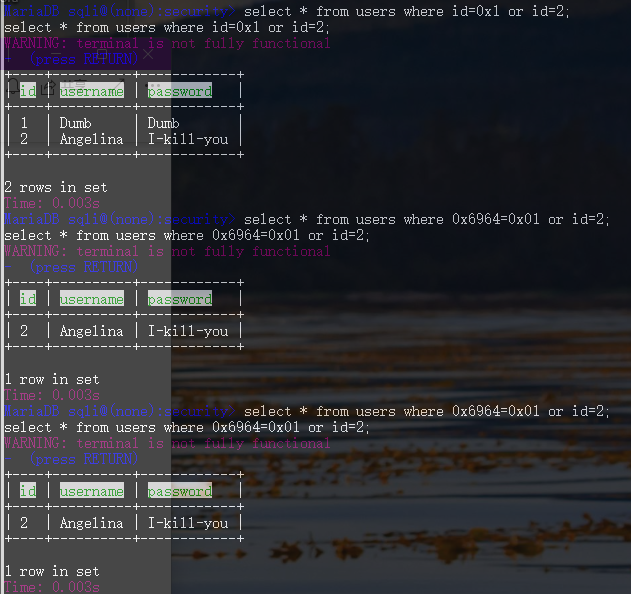 select * from users where id=0x1 or id=2;
select * from users where id=0x1 or id=2;
WARNING: terminal is not fully functional
- (press RETURN)
+----+----------+------------+
| id | username | password   |
+----+----------+------------+
| 1  | Dumb     | Dumb       |
| 2  | Angelina | I-kill-you |
+----+----------+------------+
2 rows in set
Time: 0.003s
(none):security> select * from users where 0x6964=0x01 or id=2;
select * from users where 0x6964=0x01 or id=2;
WARNING: terminal is not fully functional
- (press RETURN)
+----+----------+------------+
| id | username | password   |
+----+----------+------------+
| 2  | Angelina | I-kill-you |
+----+----------+------------+
1 row in set
Time: 0.003s
(none):security> select * from users where 0x6964=0x01 or id=2;
select * from users where 0x6964=0x01 or id=2;
WARNING: terminal is not fully functional
- (press RETURN)
+----+----------+------------+
| id | username | password   |
+----+----------+------------+
| 2  | Angelina | I-kill-you |
+----+----------+------------+
1 row in set
Time: 0.003s